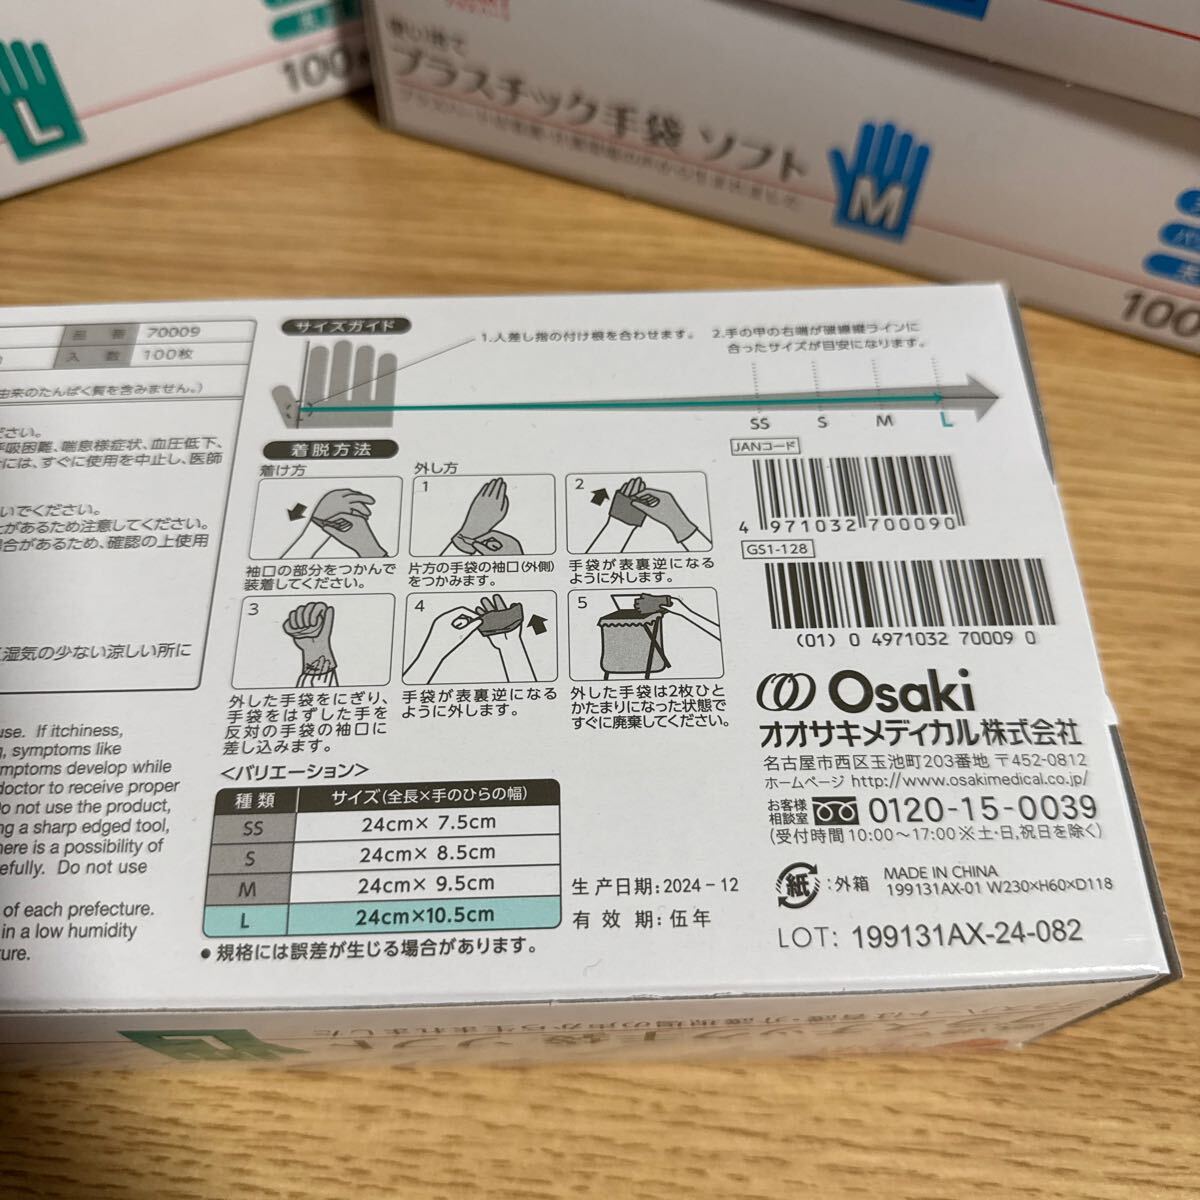 L
100
使い捨て
プラスチック手袋 ソフト
M
100
品番 70009
入数 100枚
由来のたんぱく質を含みません。)
ださい。
呼吸困難、喘息様症状、血圧低下、
には、すぐに使用を中止し、医師
いでください。
とがあるため注意してください。
場合があるため、確認の上使用
湿気の少ない涼しい所に
use. If itchiness,
symptoms like
symptoms develop while
doctor to receive proper
Do not use the product,
ng a sharp edged tool,
here is a possibility of
efully. Do not use
of each prefecture.
in a low humidity
ture.
サイズガイド
1.人差し指の付け根を合わせます。
2.手の甲の右端が破線縦ラインに
合ったサイズが目安になります。
SS S M L
着脱方法
着け方
袖口の部分をつかんで
装着してください。
外し方
1
片方の手袋の袖口(外側)
をつかみます。
2
手袋が表裏逆になる
ように外します。
3
外した手袋をにぎり、
手袋をはずした手を
反対の手袋の袖口に
差し込みます。
4
手袋が表裏逆になる
ように外します。
5
外した手袋は2枚ひと
かたまりになった状態で
すぐに廃棄してください。
<バリエーション>
種類 サイズ(全長×手のひらの幅)
SS 24cm× 7.5cm
S 24cm× 8.5cm
M 24cm× 9.5cm
L 24cm×10.5cm
●規格には誤差が生じる場合があります。
生产日期:2024-12
有效期:伍年
JANコード
4 971032 700090
GS1-128
(01) 0 4971032 70009 0
Osaki
オオサキメディカル株式会社
名古屋市西区玉池町203番地 〒452-0812
ホームページ http://www.osakimedical.co.jp/
お客様
相談室 0120-15-0039
(受付時間10:00〜17:00※土・日,祝日を除く)
紙 :外箱
MADE IN CHINA
199131AX-01 W230×H60×D118
LOT: 199131AX-24-082
L